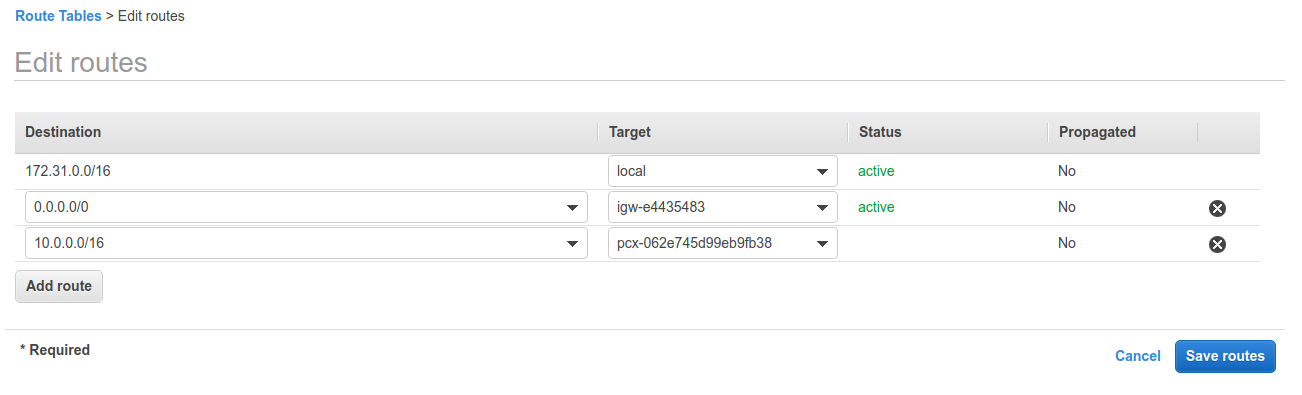 Route Tables > Edit routes
Edit routes
Destination Target Status Propagated
172.31.0.0/16 local active No
0.0.0.0/0 igw-e4435483 active No
10.0.0.0/16 pcx-062e745d99eb9fb38 No
Add route
* Required
Cancel Save routes